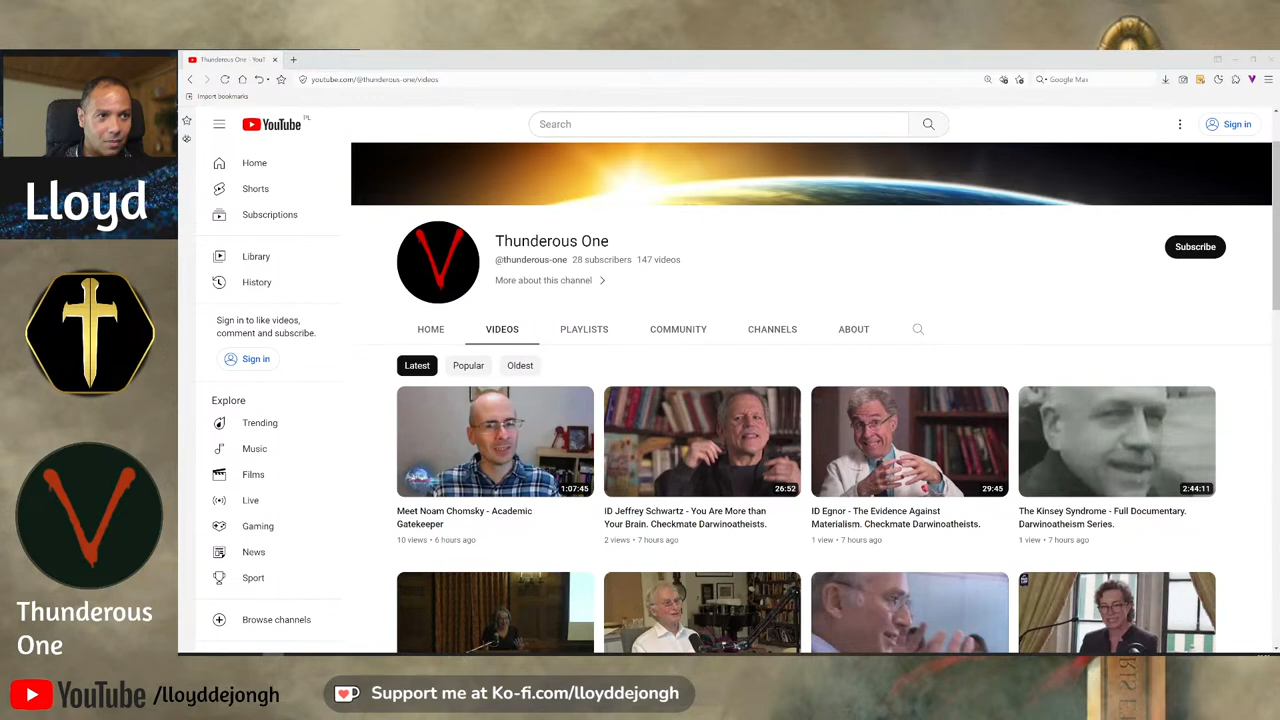 Thunderous One - YouT
youtube.com/@thunderous-one/videos
Google Max
Import bookmarks
YouTube PL
Search
Sign in
Home
Shorts
Subscriptions
Library
History
Sign in to like videos,
comment and subscribe.
Sign in
Explore
Trending
Music
Films
Live
Gaming
News
Sport
Browse channels
Thunderous One
@thunderous-one 28 subscribers 147 videos
More about this channel
Subscribe
HOME VIDEOS PLAYLISTS COMMUNITY CHANNELS ABOUT
Latest Popular Oldest
1:07:45
Meet Noam Chomsky - Academic
Gatekeeper
10 views • 6 hours ago
26:52
ID Jeffrey Schwartz - You Are More than
Your Brain. Checkmate Darwinoatheists.
2 views • 7 hours ago
29:45
ID Egnor - The Evidence Against
Materialism. Checkmate Darwinoatheists.
1 view • 7 hours ago
2:44:11
The Kinsey Syndrome - Full Documentary.
Darwinoatheism Series.
1 view • 7 hours ago
Lloyd
V
Thunderous
One
YouTube /lloyddejongh
Support me at Ko-fi.com/lloyddejongh